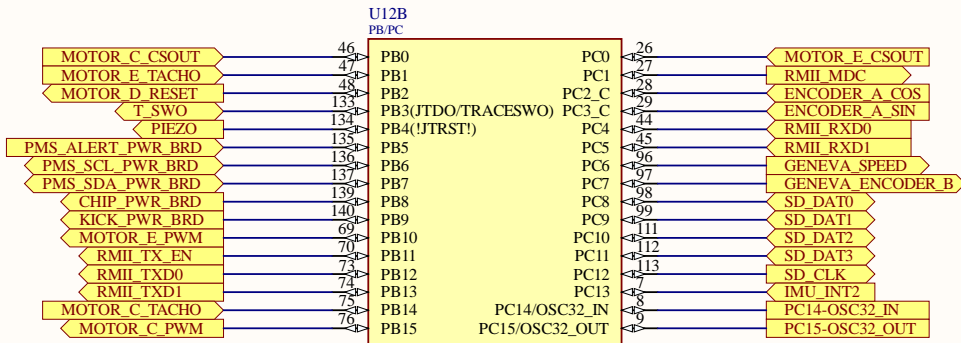 U12B
PB/PC
MOTOR_C_CSOUT 46 PB0 PC0 26 MOTOR_E_CSOUT
MOTOR_E_TACHO 47 PB1 PC1 27 RMII_MDC
MOTOR_D_RESET 48 PB2 PC2_C 28 ENCODER_A_COS
T_SWO 133 PB3(JTDO/TRACESWO) PC3_C 29 ENCODER_A_SIN
PIEZO 134 PB4(!JTRST!) PC4 44 RMII_RXD0
PMS_ALERT_PWR_BRD 135 PB5 PC5 45 RMII_RXD1
PMS_SCL_PWR_BRD 136 PB6 PC6 96 GENEVA_SPEED
PMS_SDA_PWR_BRD 137 PB7 PC7 97 GENEVA_ENCODER_B
CHIP_PWR_BRD 139 PB8 PC8 98 SD_DAT0
KICK_PWR_BRD 140 PB9 PC9 99 SD_DAT1
MOTOR_E_PWM 69 PB10 PC10 111 SD_DAT2
RMII_TX_EN 70 PB11 PC11 112 SD_DAT3
RMII_TXD0 73 PB12 PC12 113 SD_CLK
RMII_TXD1 74 PB13 PC13 7 IMU_INT2
MOTOR_C_TACHO 75 PB14 PC14/OSC32_IN 8 PC14-OSC32_IN
MOTOR_C_PWM 76 PB15 PC15/OSC32_OUT 9 PC15-OSC32_OUT